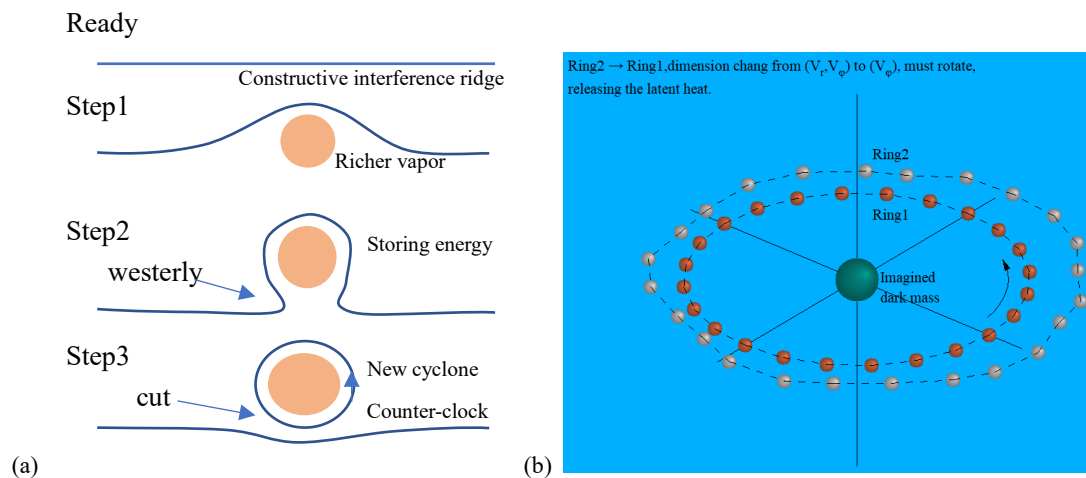 Ready
Constructive interference ridge
Step1
Richer vapor
Step2
Storing energy
westerly
Step3
New cyclone
cut
Counter-clock
(a)
Ring2 → Ring1,dimension chang from (Vr,Vφ) to (Vφ), must rotate,
releasing the latent heat.
Ring2
Ring1
Imagined
dark mass
(b)